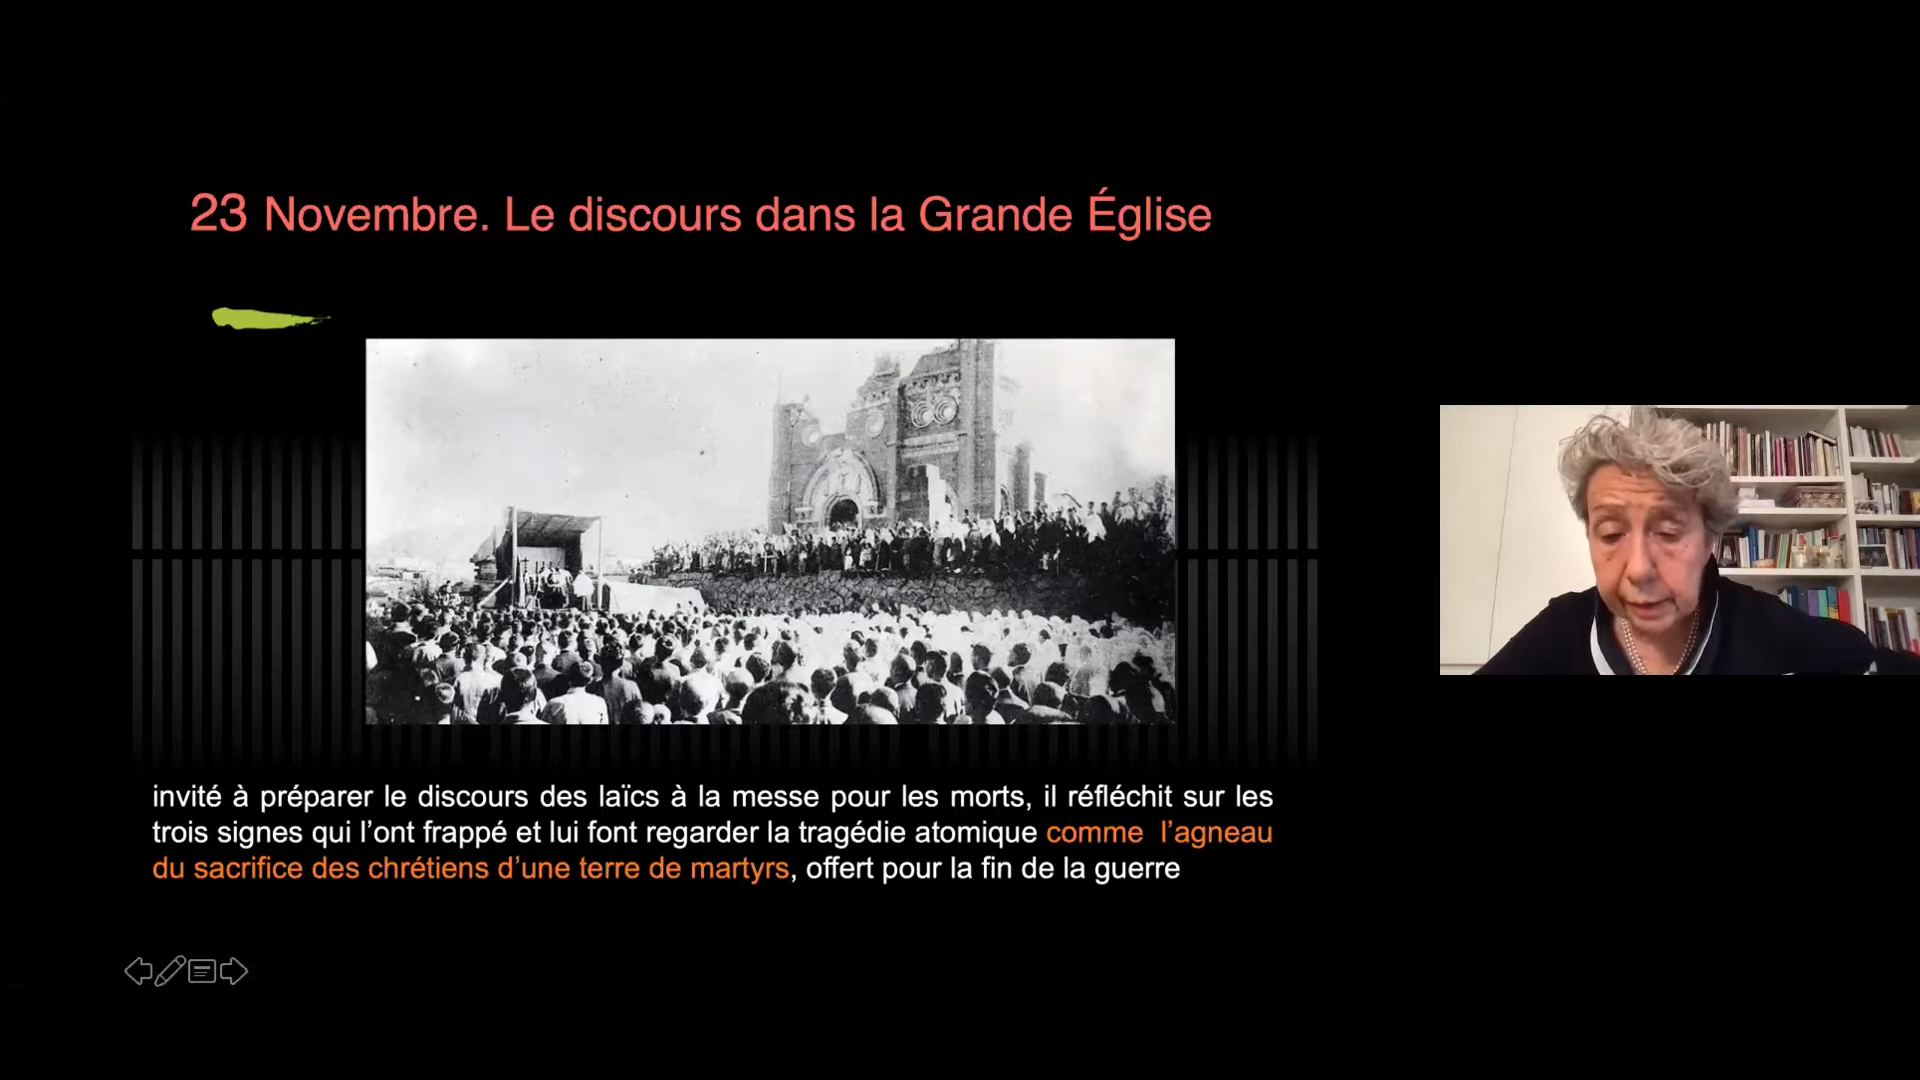 23 Novembre. Le discours dans la Grande Église
invité à préparer le discours des laïcs à la messe pour les morts, il réfléchit sur les
trois signes qui l’ont frappé et lui font regarder la tragédie atomique comme l’agneau
du sacrifice des chrétiens d’une terre de martyrs, offert pour la fin de la guerre